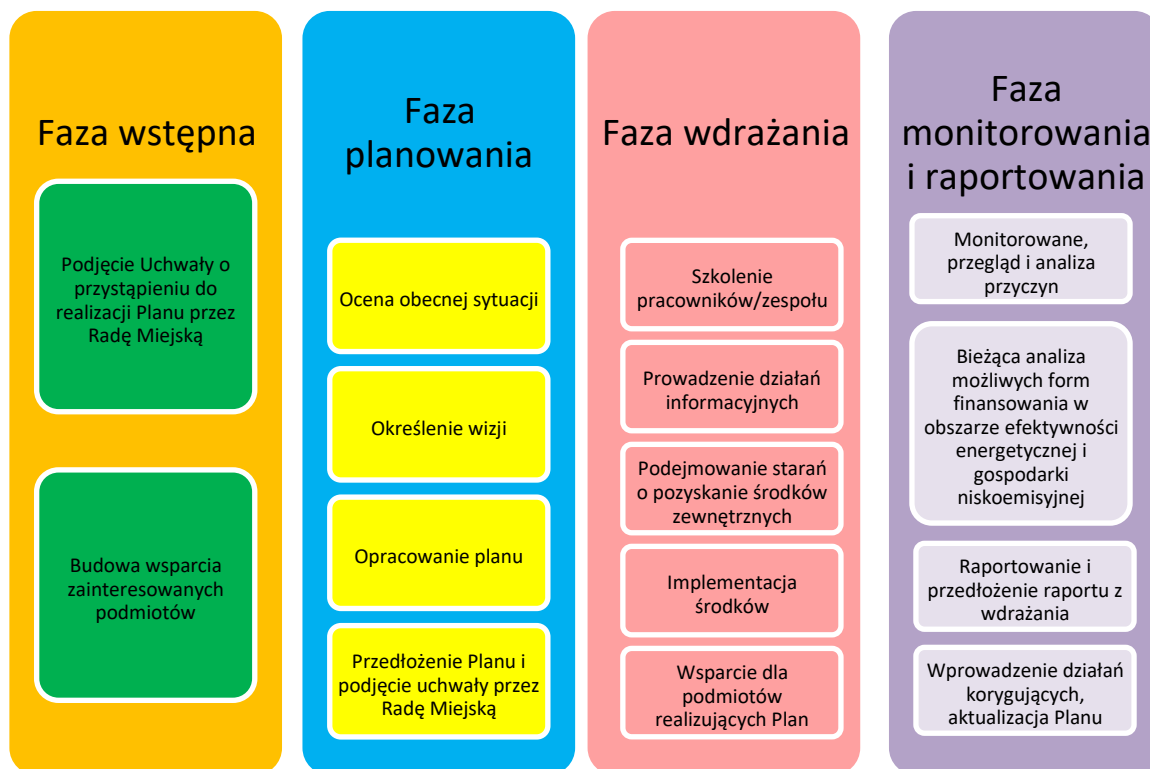 Faza wstępna
Podjęcie Uchwały o
przystąpieniu do
realizacji Planu przez
Radę Miejską
Budowa wsparcia
zainteresowanych
podmiotów
Faza
planowania
Ocena obecnej sytuacji
Określenie wizji
Opracowanie planu
Przedłożenie Planu i
podjęcie uchwały przez
Radę Miejską
Faza wdrażania
Szkolenie
pracowników/zespołu
Prowadzenie działań
informacyjnych
Podejmowanie starań
o pozyskanie środków
zewnętrznych
Implementacja
środków
Wsparcie dla
podmiotów
realizujących Plan
Faza
monitorowania
i raportowania
Monitorowane,
przegląd i analiza
przyczyn
Bieżąca analiza
możliwych form
finansowania w
obszarze efektywności
energetycznej i
gospodarki
niskoemisyjnej
Raportowanie i
przedłożenie raportu z
wdrażania
Wprowadzenie działań
korygujących,
aktualizacja Planu